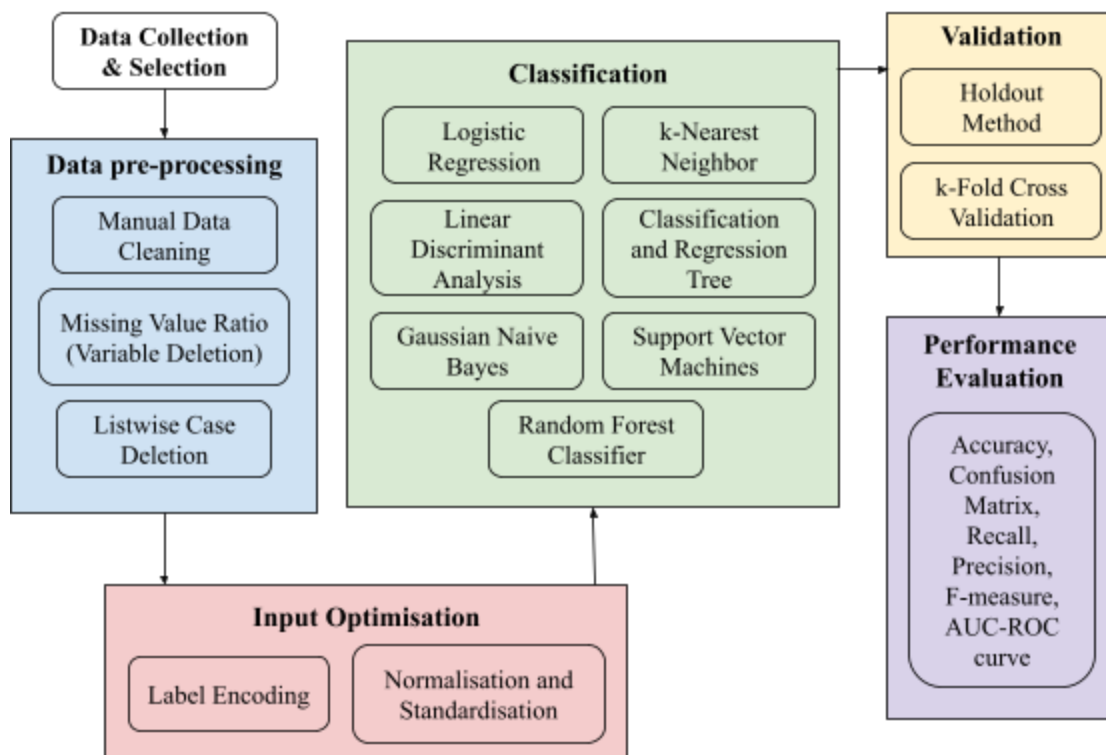 Data Collection
& Selection
Data pre-processing
Manual Data
Cleaning
Missing Value Ratio
(Variable Deletion)
Listwise Case
Deletion
Input Optimisation
Label Encoding
Normalisation and
Standardisation
Classification
Logistic
Regression
k-Nearest
Neighbor
Linear
Discriminant
Analysis
Classification
and Regression
Tree
Gaussian Naive
Bayes
Support Vector
Machines
Random Forest
Classifier
Validation
Holdout
Method
k-Fold Cross
Validation
Performance
Evaluation
Accuracy,
Confusion
Matrix,
Recall,
Precision,
F-measure,
AUC-ROC
curve